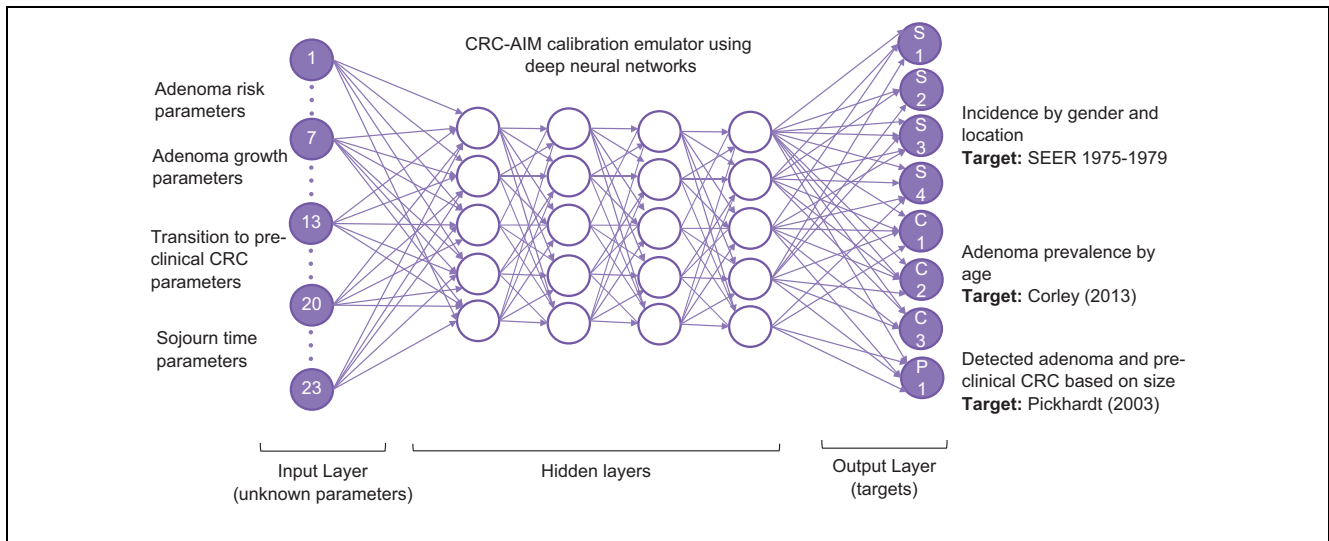 CRC-AIM calibration emulator using
deep neural networks
1
7
13
20
23
Adenoma risk
parameters
Adenoma growth
parameters
Transition to pre-
clinical CRC
parameters
Sojourn time
parameters
S
1
S
2
S
3
S
4
C
1
C
2
C
3
P
1
Incidence by gender and
location
Target: SEER 1975-1979
Adenoma prevalence by
age
Target: Corley (2013)
Detected adenoma and pre-
clinical CRC based on size
Target: Pickhardt (2003)
Input Layer
(unknown parameters)
Hidden layers
Output Layer
(targets)